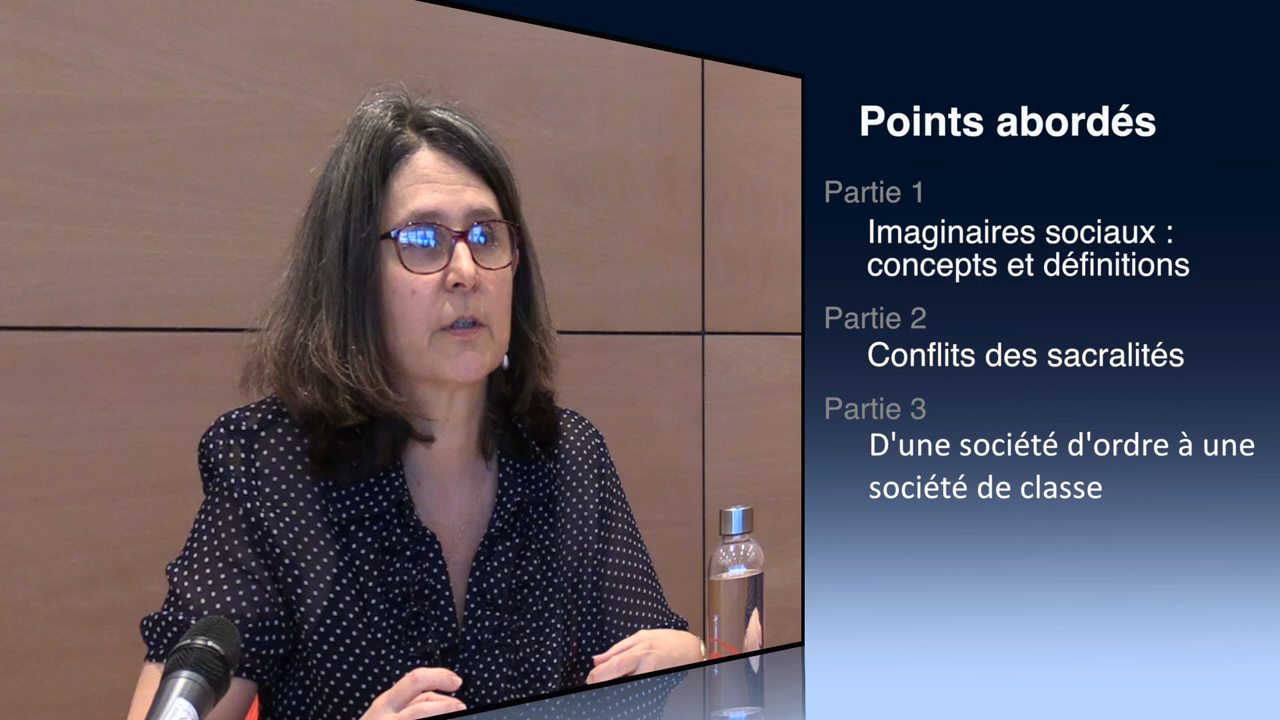 Points abordés
Partie 1
Imaginaires sociaux :
concepts et définitions
Partie 2
Conflits des sacralités
Partie 3
D'une société d'ordre à une
société de classe